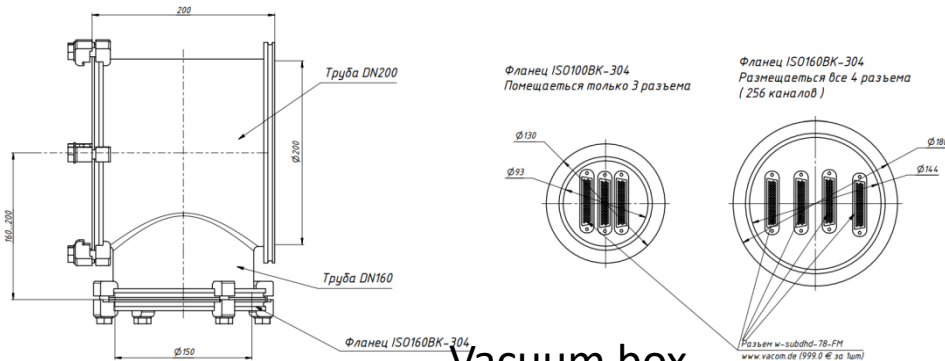 200
Труба DN200
Ø200
160..200
Труба DN160
Фланец ISO160BK-304
Ø150
Фланец ISO100BK-304
Помещаеться только 3 разъема
Ø130
Ø93
Фланец ISO160BK-304
Размещаеться все 4 разъема
( 256 каналов )
Ø180
Ø144
Разъем w-subdhd-78-FM
www.vacom.de (999.0 € за 1шт)
Vacuum box